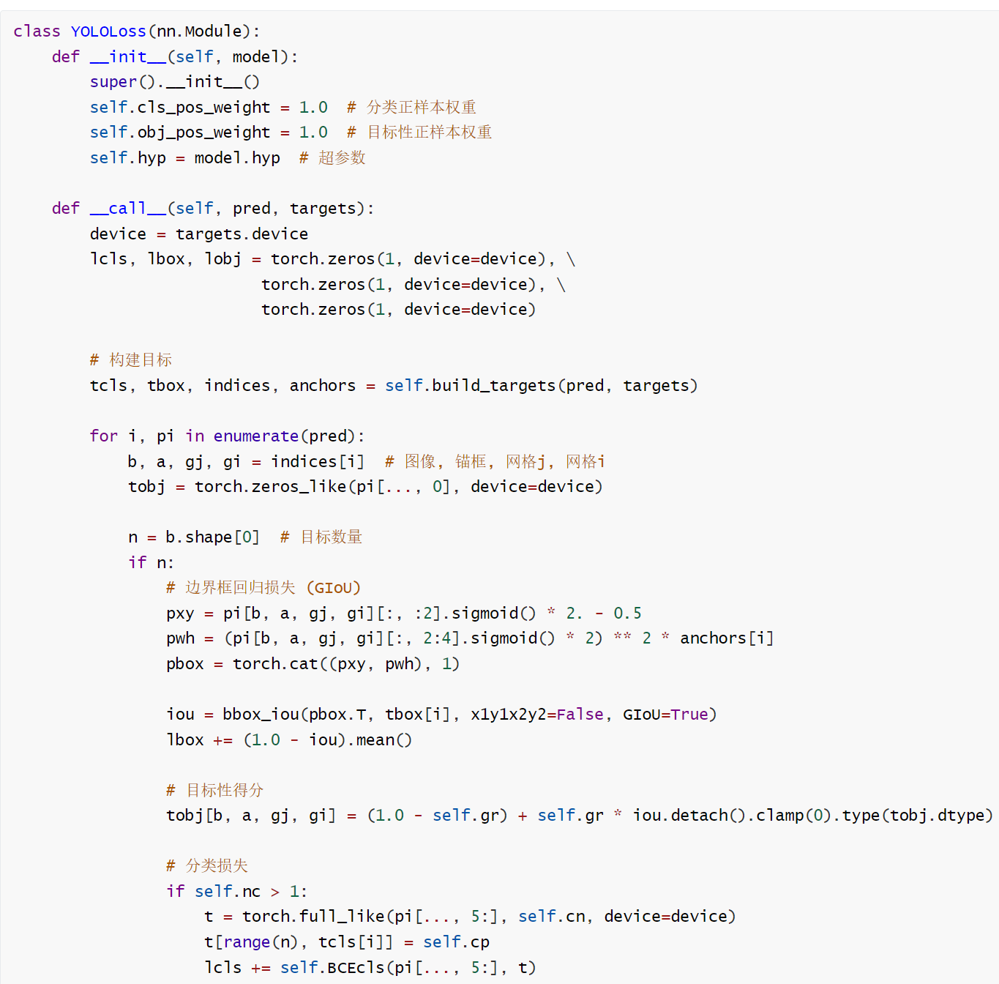 class YOLOLoss(nn.Module):
    def __init__(self, model):
        super().__init__()
        self.cls_pos_weight = 1.0  # 分类正样本权重
        self.obj_pos_weight = 1.0  # 目标性正样本权重
        self.hyp = model.hyp  # 超参数

    def __call__(self, pred, targets):
        device = targets.device
        lcls, lbox, lobj = torch.zeros(1, device=device), \
                          torch.zeros(1, device=device), \
                          torch.zeros(1, device=device)

        # 构建目标
        tcls, tbox, indices, anchors = self.build_targets(pred, targets)

        for i, pi in enumerate(pred):
            b, a, gj, gi = indices[i]  # 图像, 锚框, 网格j, 网格i
            tobj = torch.zeros_like(pi[..., 0], device=device)

            n = b.shape[0]  # 目标数量
            if n:
                # 边界框回归损失 (GIoU)
                pxy = pi[b, a, gj, gi][:, :2].sigmoid() * 2. - 0.5
                pwh = (pi[b, a, gj, gi][:, 2:4].sigmoid() * 2) ** 2 * anchors[i]
                pbox = torch.cat((pxy, pwh), 1)

                iou = bbox_iou(pbox.T, tbox[i], x1y1x2y2=False, GIoU=True)
                lbox += (1.0 - iou).mean()

                # 目标性得分
                tobj[b, a, gj, gi] = (1.0 - self.gr) + self.gr * iou.detach().clamp(0).type(tobj.dtype)

                # 分类损失
                if self.nc > 1:
                    t = torch.full_like(pi[..., 5:], self.cn, device=device)
                    t[range(n), tcls[i]] = self.cp
                    lcls += self.BCEcls(pi[..., 5:], t)